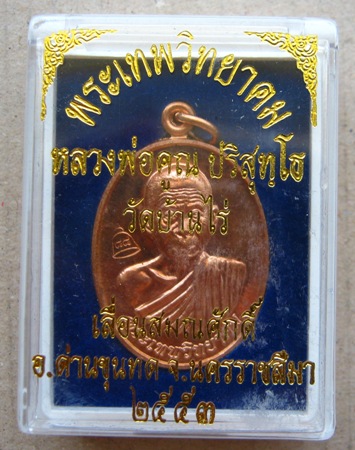 พระเทพวิทยาคม
หลวงพ่อคูณ ปริสุทฺโธ
วัดบ้านไร่
เลื่อนสมณศักดิ์
อ.ด่านขุนทด จ.นครราชสีมา
๒๕๕๓